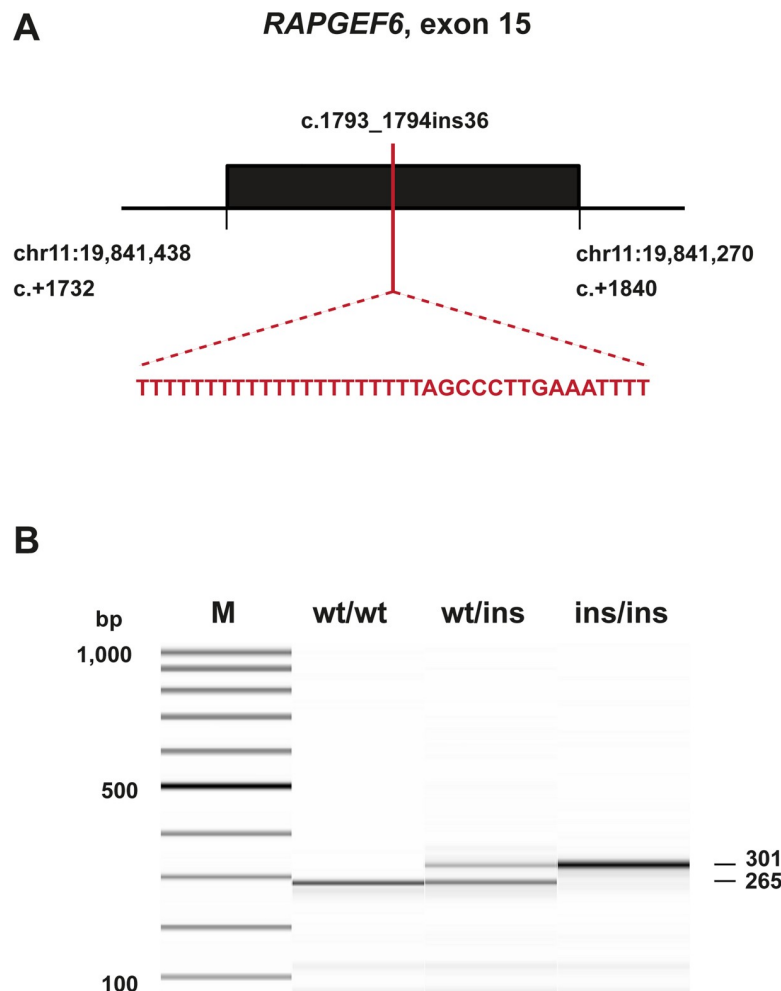 A
RAPGEF6, exon 15
c.1793_1794ins36
chr11:19,841,438
c.+1732
chr11:19,841,270
c.+1840
TTTTTTTTTTTTTTTTTTTTTAGCCCTTGAAATTTT
B
bp M wt/wt wt/ins ins/ins
1,000
500
301
265
100